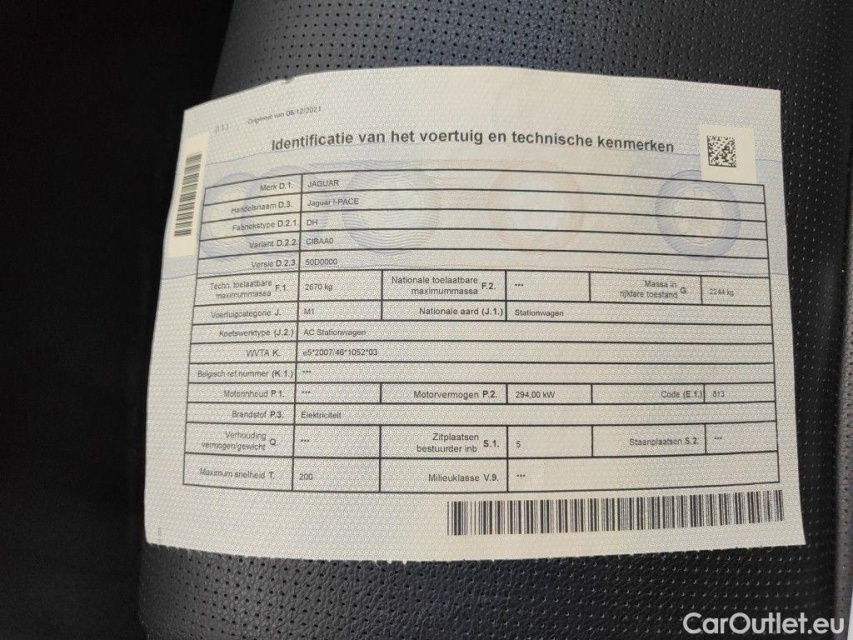 (I1)
Origineel van 06/12/2021
Identificatie van het voertuig en technische kenmerken
Merk D.1. JAGUAR
Handelsnaam D.3. Jaguar I-PACE
Fabriekstype D.2.1. DH
Variant D.2.2. CIBAA0
Versie D.2.3. 50D0000
Techn. toelaatbare maximummassa F.1. 2670 kg Nationale toelaatbare maximummassa F.2. *** Massa in rijklare toestand G. 2244 kg
Voertuigcategorie J. M1 Nationale aard (J.1.) Stationwagen
Koetswerktype (J.2.) AC Stationwagen
WVTA K. e5*2007/46*1052*03
Belgisch ref.nummer (K.1.) ***
Motorinhoud P.1. *** Motorvermogen P.2. 294,00 kW Code (E.1.) 813
Brandstof P.3. Elektriciteit
Verhouding vermogen/gewicht Q. *** Zitplaatsen bestuurder inb S.1. 5 Staanplaatsen S.2. ***
Maximum snelheid T. 200 Milieuklasse V.9. ***
CarOutlet.eu